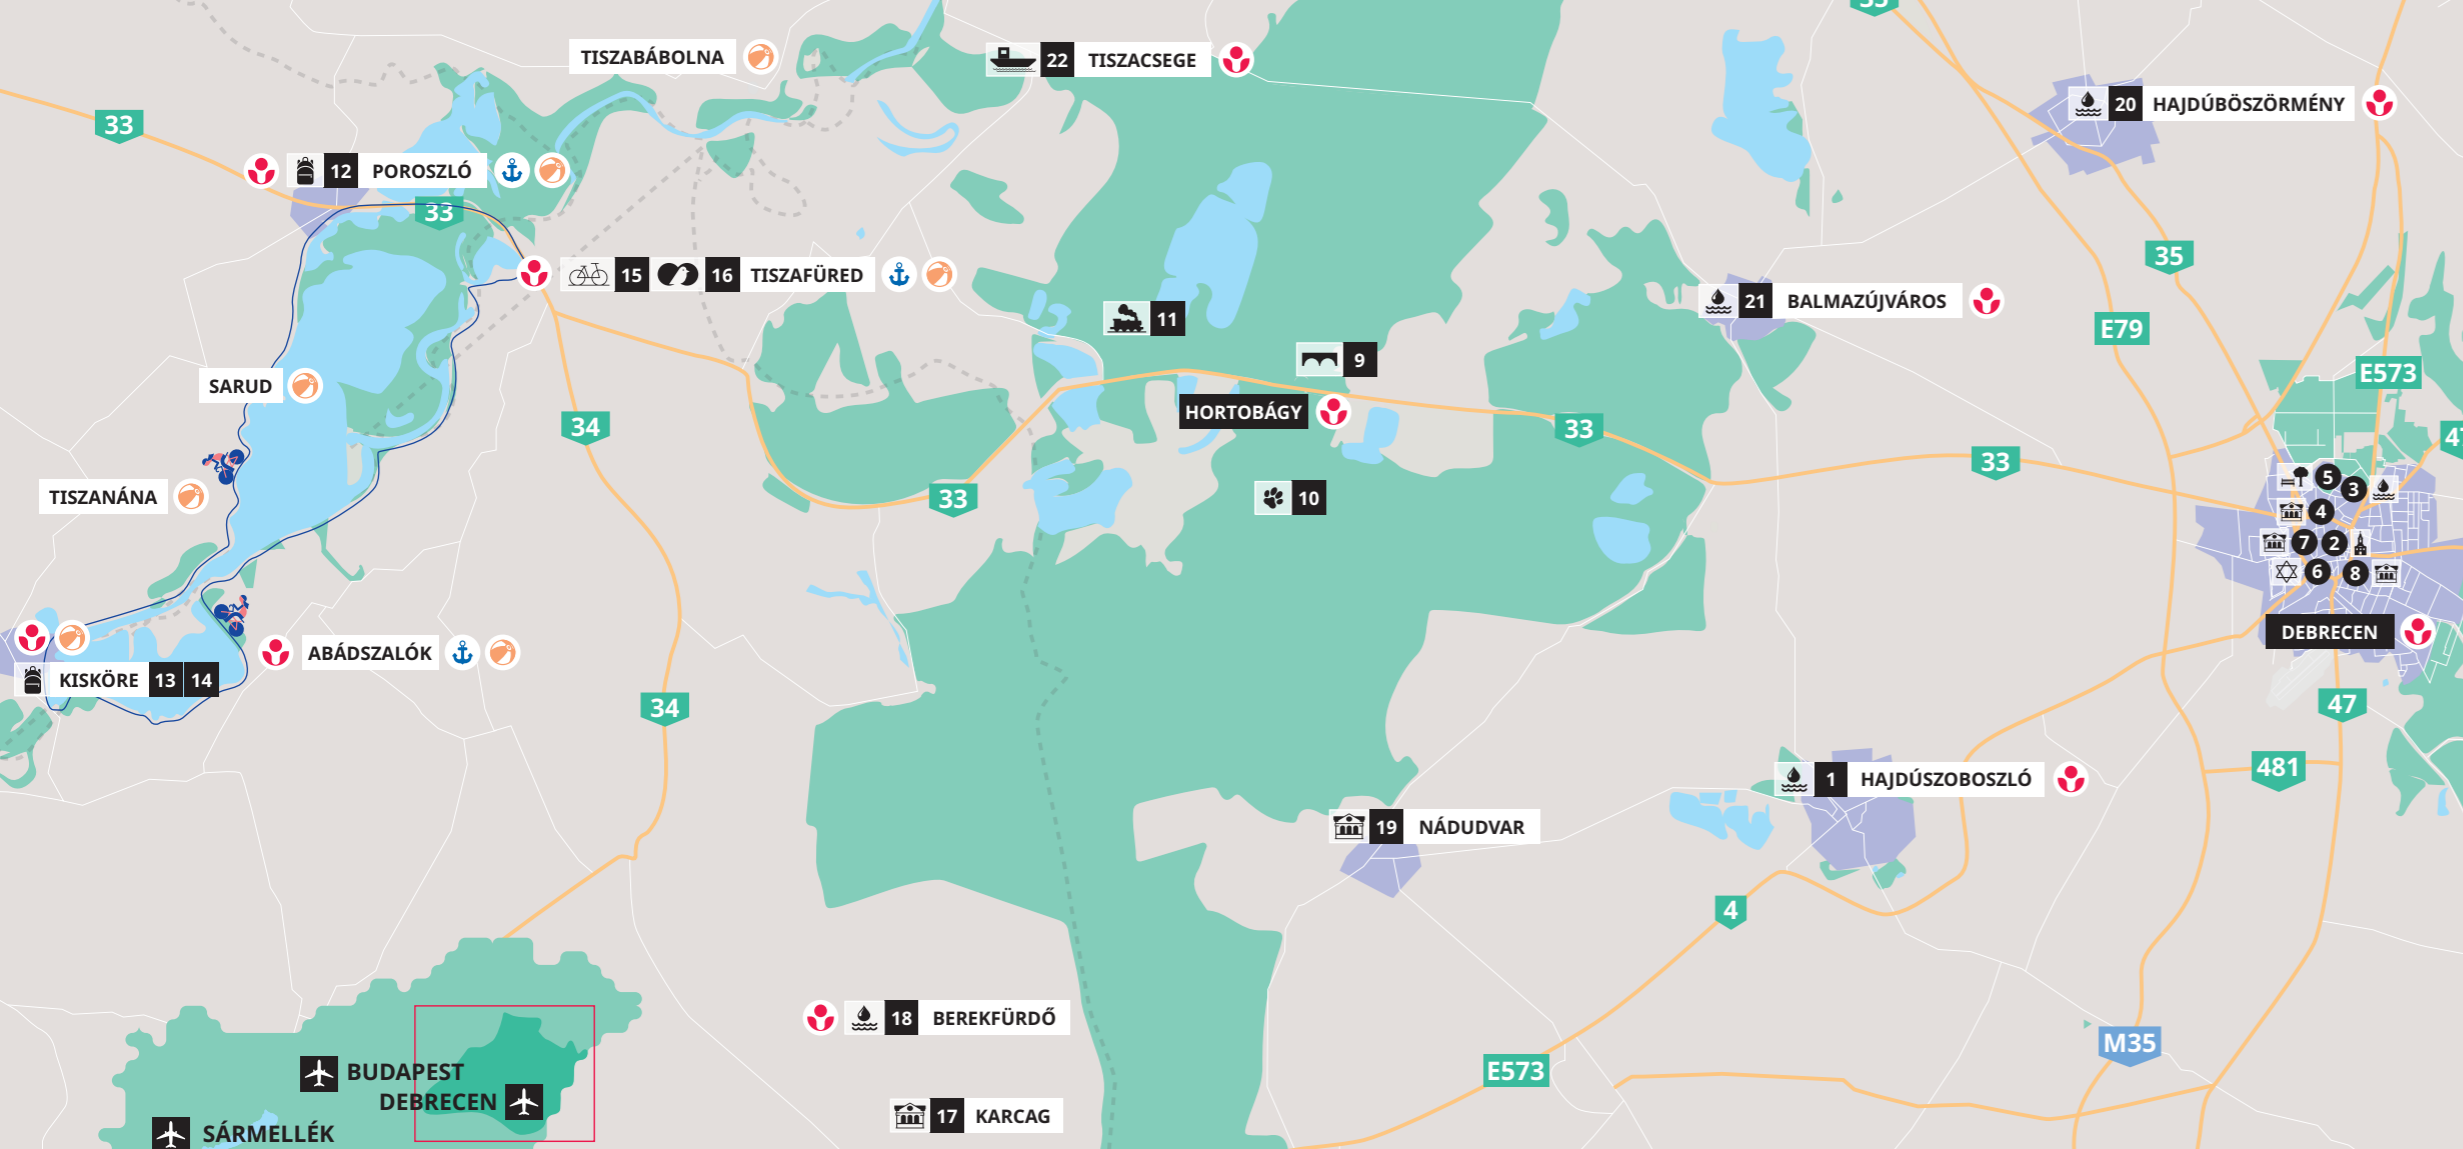 35
TISZABÁBOLNA
22 TISZACSEGE
20 HAJDÚBÖSZÖRMÉNY
33
12 POROSZLÓ
33
35
15 16 TISZAFÜRED
21 BALMAZÚJVÁROS
11
E79
9
E573
SARUD
HORTOBÁGY
34
33
47
33
5
3
TISZANÁNA
33
10
4
7 2
6 8
DEBRECEN
ABÁDSZALÓK
KISKÖRE 13 14
34
47
481
1 HAJDÚSZOBOSZLÓ
19 NÁDUDVAR
4
18 BEREKFÜRDŐ
M35
E573
BUDAPEST
DEBRECEN
17 KARCAG
SÁRMELLÉK